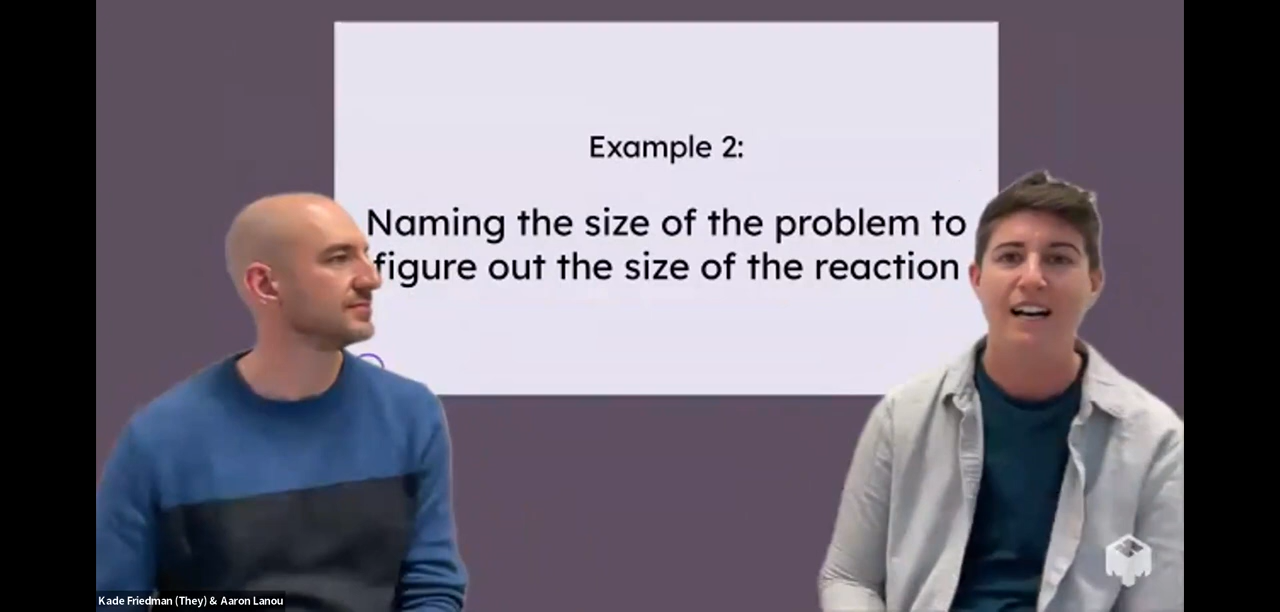 Example 2:
Naming the size of the problem to
figure out the size of the reaction
Kade Friedman (They) & Aaron Lanou